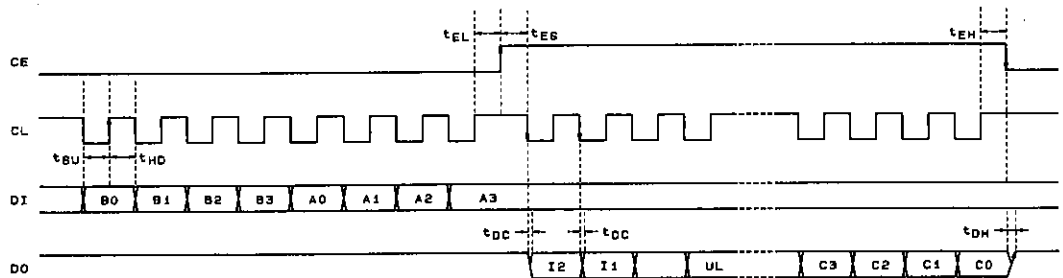 tEL tES tEH
CE
CL
tSU tHD
DI B0 B1 B2 B3 A0 A1 A2 A3
tDC tDC tDH
DO I2 I1 UL C3 C2 C1 C0